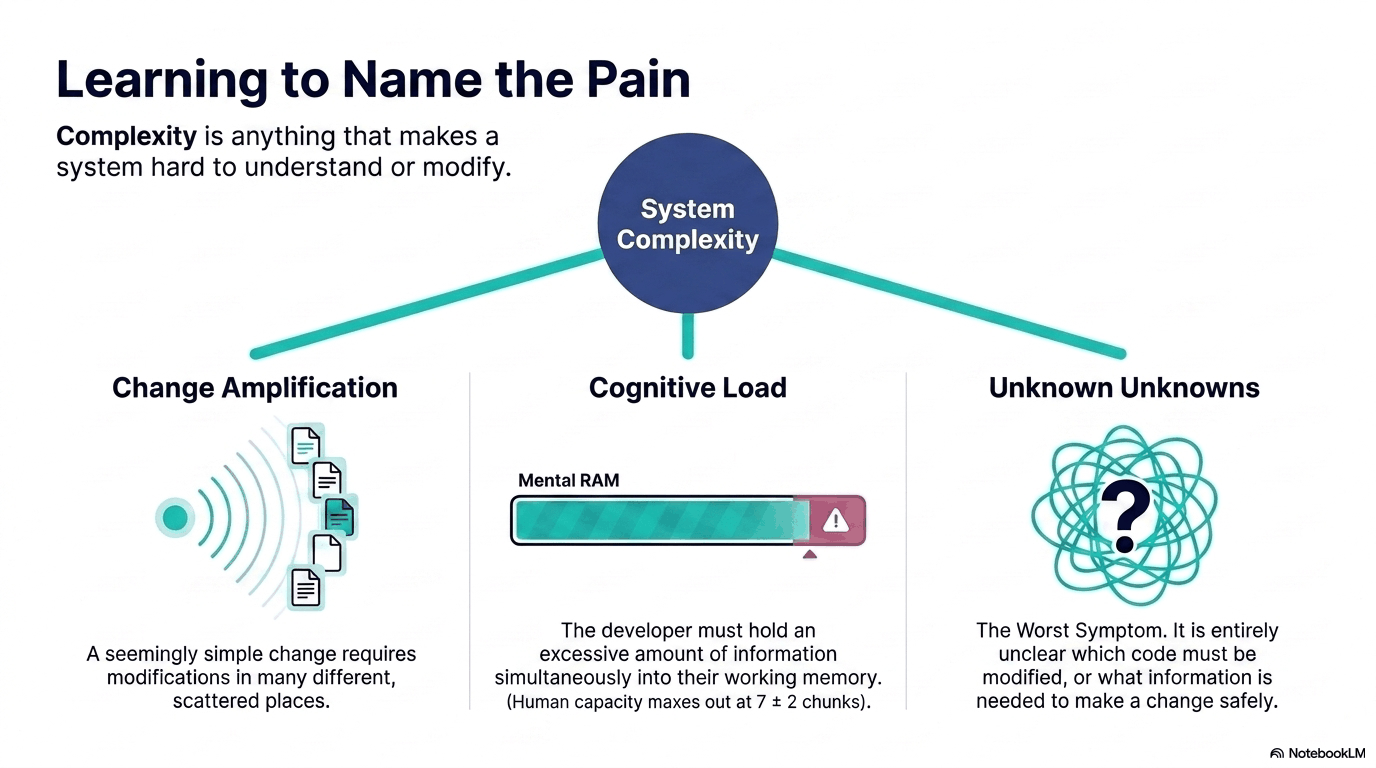 Learning to Name the Pain
Complexity is anything that makes a
system hard to understand or modify.
System
Complexity
Change Amplification
A seemingly simple change requires
modifications in many different,
scattered places.
Cognitive Load
Mental RAM
The developer must hold an
excessive amount of information
simultaneously into their working memory.
(Human capacity maxes out at 7 ± 2 chunks).
Unknown Unknowns
?
The Worst Symptom. It is entirely
unclear which code must be
modified, or what information is
needed to make a change safely.
NotebookLM